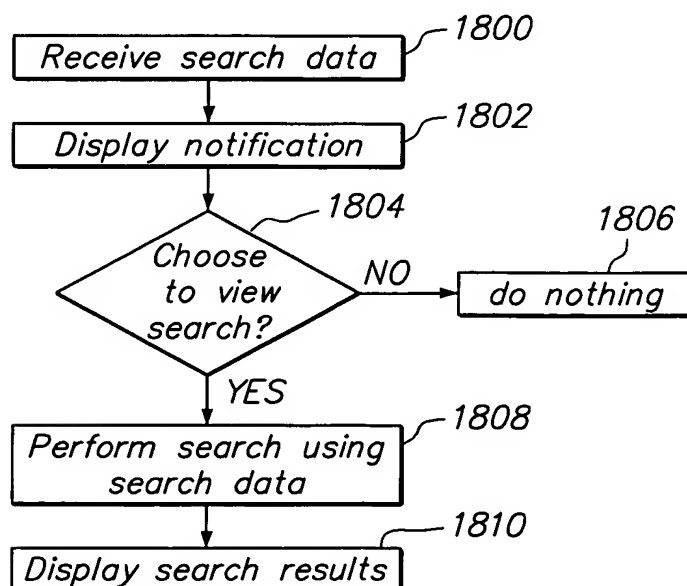 1800
Receive search data
1802
Display notification
1804
Choose
to view
search?
NO
1806
do nothing
YES
1808
Perform search using
search data
1810
Display search results